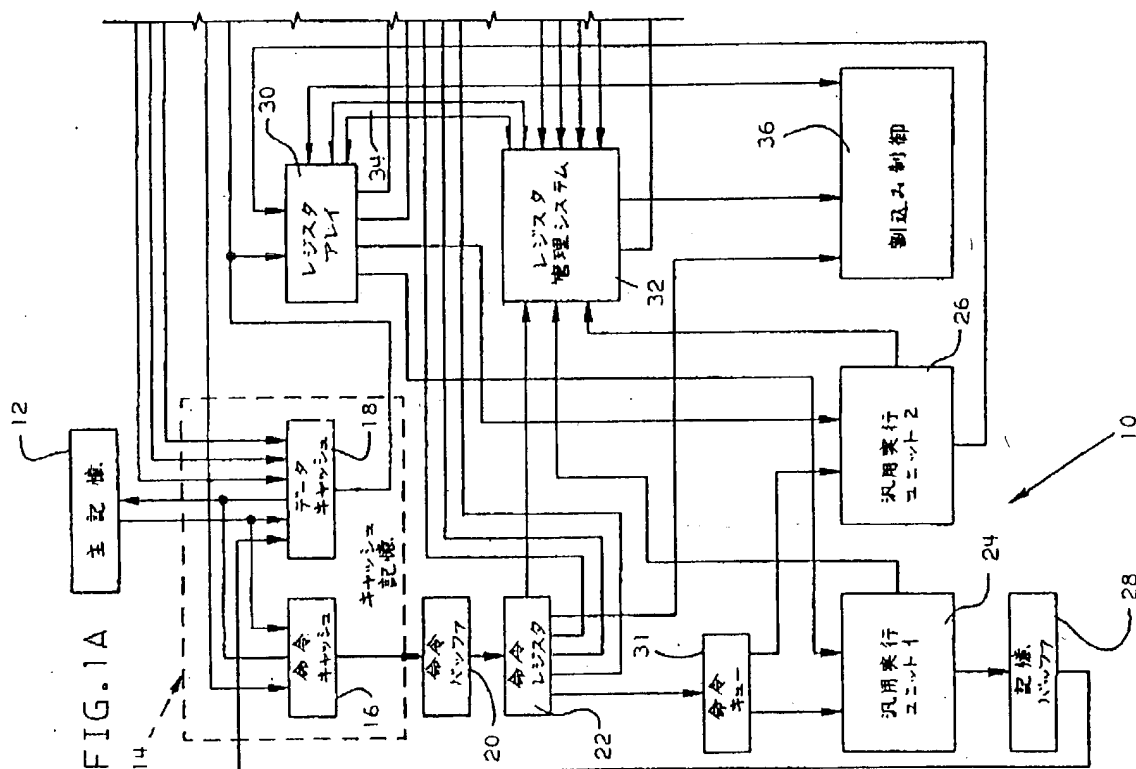 FIG.1A
12
主記憶
14
命令
キャッシュ
16
データ
キャッシュ
18
キャッシュ
記憶
命令
バッファ
20
命令
レジスタ
22
レジスタ
アレイ
30
34
レジスタ
管理システム
32
命令
キュー
31
汎用実行
ユニット1
24
汎用実行
ユニット2
26
割込み制御
36
記憶
バッファ
28
10